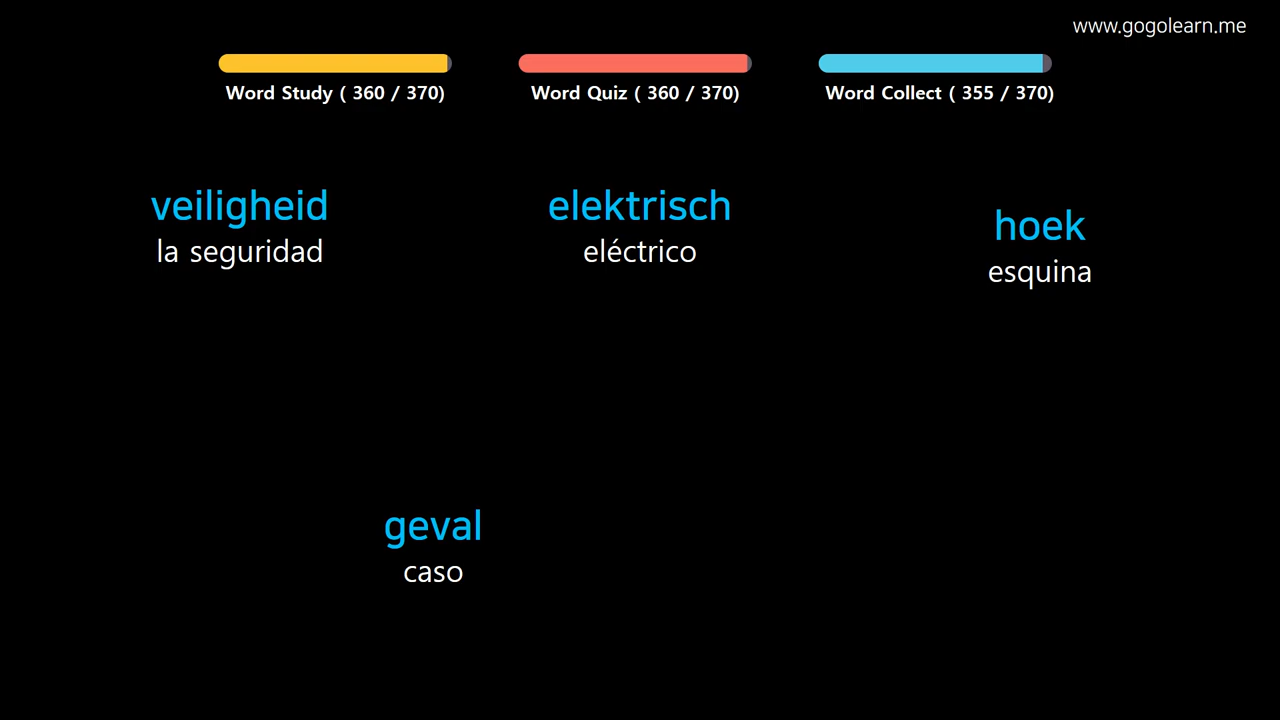 www.gogolearn.me
Word Study ( 360 / 370)
Word Quiz ( 360 / 370)
Word Collect ( 355 / 370)
veiligheid
la seguridad
elektrisch
eléctrico
hoek
esquina
geval
caso